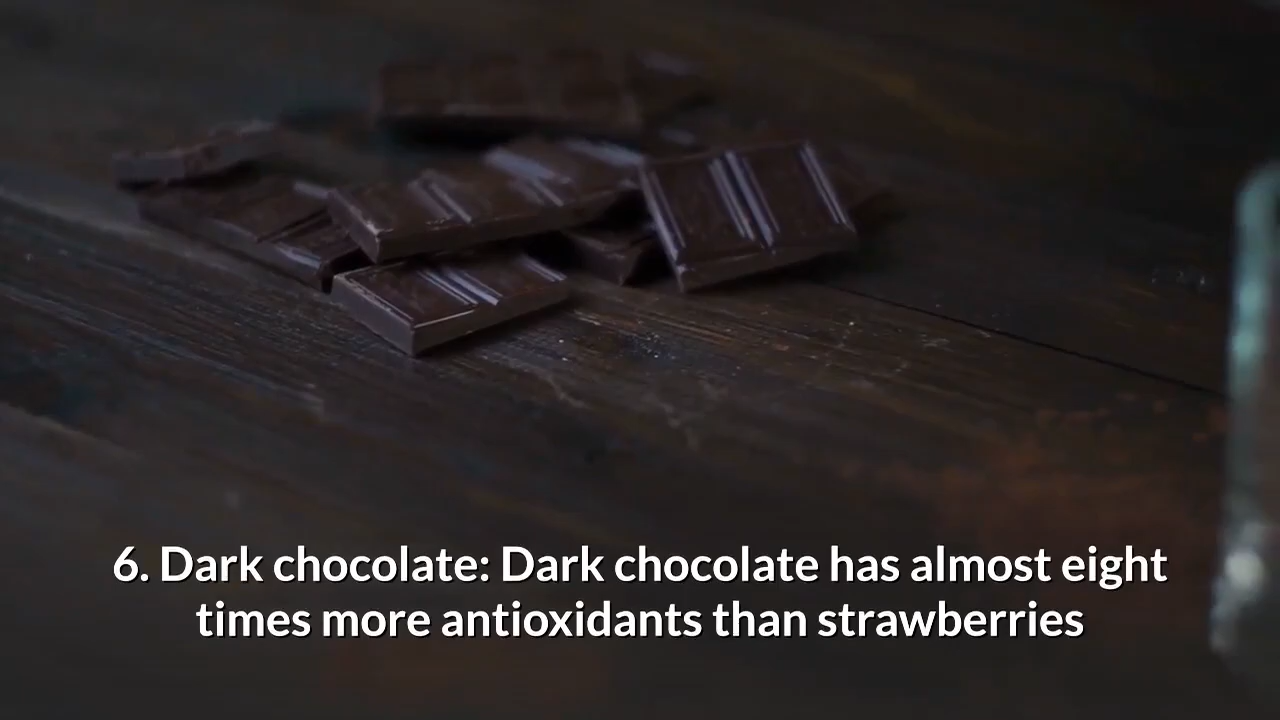 6. Dark chocolate: Dark chocolate has almost eight
times more antioxidants than strawberries